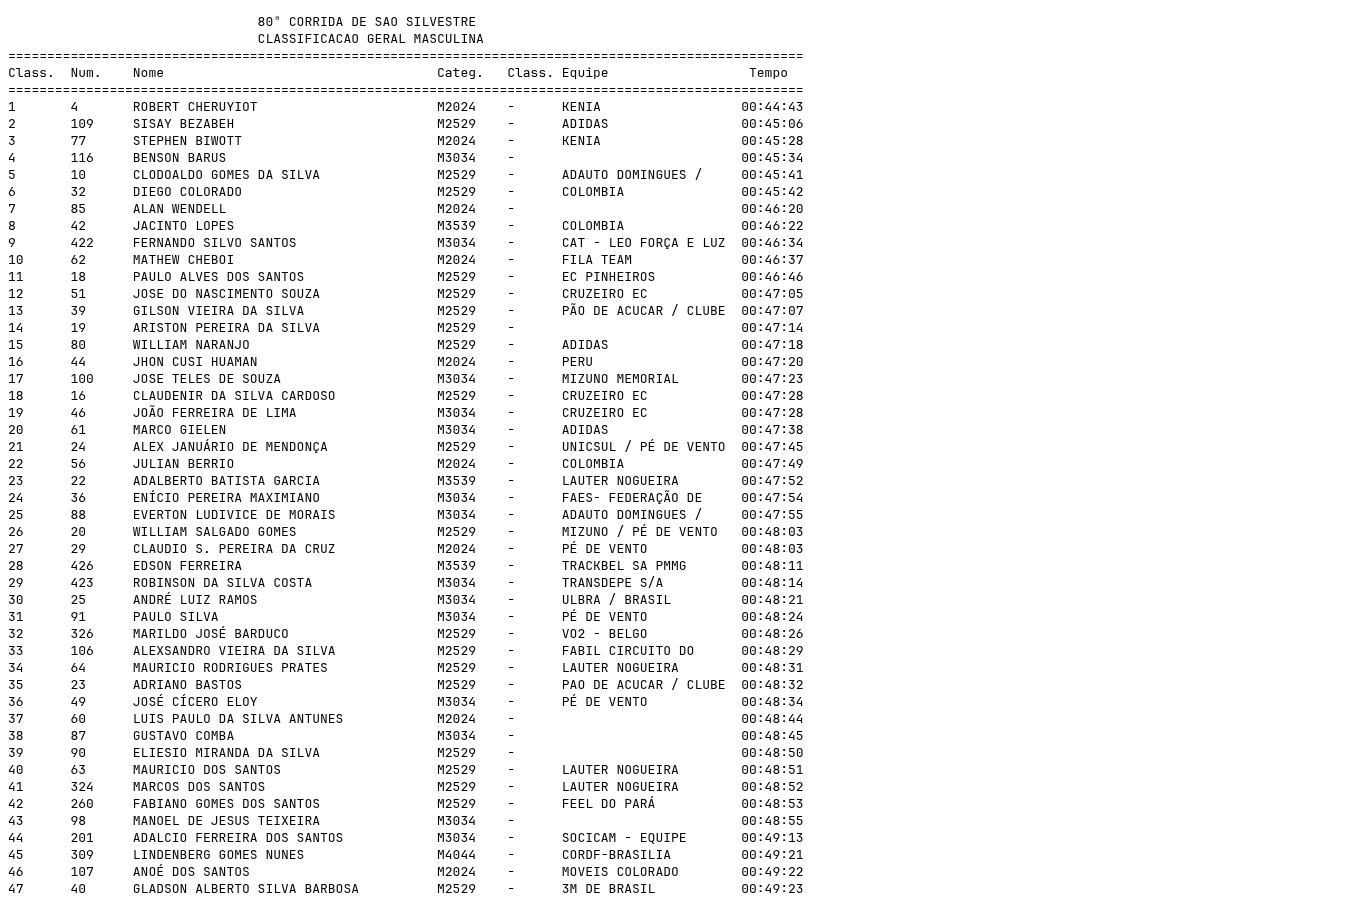 80ª CORRIDA DE SAO SILVESTRE
CLASSIFICACAO GERAL MASCULINA
======================================================================================================
Class.  Num.    Nome                                   Categ.   Class. Equipe                  Tempo
======================================================================================================
1       4       ROBERT CHERUYIOT                       M2024    -      KENIA                  00:44:43
2       109     SISAY BEZABEH                          M2529    -      ADIDAS                 00:45:06
3       77      STEPHEN BIWOTT                         M2024    -      KENIA                  00:45:28
4       116     BENSON BARUS                           M3034    -                             00:45:34
5       10      CLODOALDO GOMES DA SILVA               M2529    -      ADAUTO DOMINGUES /     00:45:41
6       32      DIEGO COLORADO                         M2529    -      COLOMBIA               00:45:42
7       85      ALAN WENDELL                           M2024    -                             00:46:20
8       42      JACINTO LOPES                          M3539    -      COLOMBIA               00:46:22
9       422     FERNANDO SILVO SANTOS                  M3034    -      CAT - LEO FORÇA E LUZ  00:46:34
10      62      MATHEW CHEBOI                          M2024    -      FILA TEAM              00:46:37
11      18      PAULO ALVES DOS SANTOS                 M2529    -      EC PINHEIROS           00:46:46
12      51      JOSE DO NASCIMENTO SOUZA               M2529    -      CRUZEIRO EC            00:47:05
13      39      GILSON VIEIRA DA SILVA                 M2529    -      PÃO DE ACUCAR / CLUBE  00:47:07
14      19      ARISTON PEREIRA DA SILVA               M2529    -                             00:47:14
15      80      WILLIAM NARANJO                        M2529    -      ADIDAS                 00:47:18
16      44      JHON CUSI HUAMAN                       M2024    -      PERU                   00:47:20
17      100     JOSE TELES DE SOUZA                    M3034    -      MIZUNO MEMORIAL        00:47:23
18      16      CLAUDENIR DA SILVA CARDOSO             M2529    -      CRUZEIRO EC            00:47:28
19      46      JOÃO FERREIRA DE LIMA                  M3034    -      CRUZEIRO EC            00:47:28
20      61      MARCO GIELEN                           M3034    -      ADIDAS                 00:47:38
21      24      ALEX JANUÁRIO DE MENDONÇA              M2529    -      UNICSUL / PÉ DE VENTO  00:47:45
22      56      JULIAN BERRIO                          M2024    -      COLOMBIA               00:47:49
23      22      ADALBERTO BATISTA GARCIA               M3539    -      LAUTER NOGUEIRA        00:47:52
24      36      ENÍCIO PEREIRA MAXIMIANO               M3034    -      FAES- FEDERAÇÃO DE     00:47:54
25      88      EVERTON LUDIVICE DE MORAIS             M3034    -      ADAUTO DOMINGUES /     00:47:55
26      20      WILLIAM SALGADO GOMES                  M2529    -      MIZUNO / PÉ DE VENTO   00:48:03
27      29      CLAUDIO S. PEREIRA DA CRUZ             M2024    -      PÉ DE VENTO            00:48:03
28      426     EDSON FERREIRA                         M3539    -      TRACKBEL SA PMMG       00:48:11
29      423     ROBINSON DA SILVA COSTA                M3034    -      TRANSDEPE S/A          00:48:14
30      25      ANDRÉ LUIZ RAMOS                       M3034    -      ULBRA / BRASIL         00:48:21
31      91      PAULO SILVA                            M3034    -      PÉ DE VENTO            00:48:24
32      326     MARILDO JOSÉ BARDUCO                   M2529    -      VO2 - BELGO            00:48:26
33      106     ALEXSANDRO VIEIRA DA SILVA             M2529    -      FABIL CIRCUITO DO      00:48:29
34      64      MAURICIO RODRIGUES PRATES              M2529    -      LAUTER NOGUEIRA        00:48:31
35      23      ADRIANO BASTOS                         M2529    -      PAO DE ACUCAR / CLUBE  00:48:32
36      49      JOSÉ CÍCERO ELOY                       M3034    -      PÉ DE VENTO            00:48:34
37      60      LUIS PAULO DA SILVA ANTUNES            M2024    -                             00:48:44
38      87      GUSTAVO COMBA                          M3034    -                             00:48:45
39      90      ELIESIO MIRANDA DA SILVA               M2529    -                             00:48:50
40      63      MAURICIO DOS SANTOS                    M2529    -      LAUTER NOGUEIRA        00:48:51
41      324     MARCOS DOS SANTOS                      M2529    -      LAUTER NOGUEIRA        00:48:52
42      260     FABIANO GOMES DOS SANTOS               M2529    -      FEEL DO PARÁ           00:48:53
43      98      MANOEL DE JESUS TEIXEIRA               M3034    -                             00:48:55
44      201     ADALCIO FERREIRA DOS SANTOS            M3034    -      SOCICAM - EQUIPE       00:49:13
45      309     LINDENBERG GOMES NUNES                 M4044    -      CORDF-BRASILIA         00:49:21
46      107     ANOÉ DOS SANTOS                        M2024    -      MOVEIS COLORADO        00:49:22
47      40      GLADSON ALBERTO SILVA BARBOSA          M2529    -      3M DE BRASIL           00:49:23